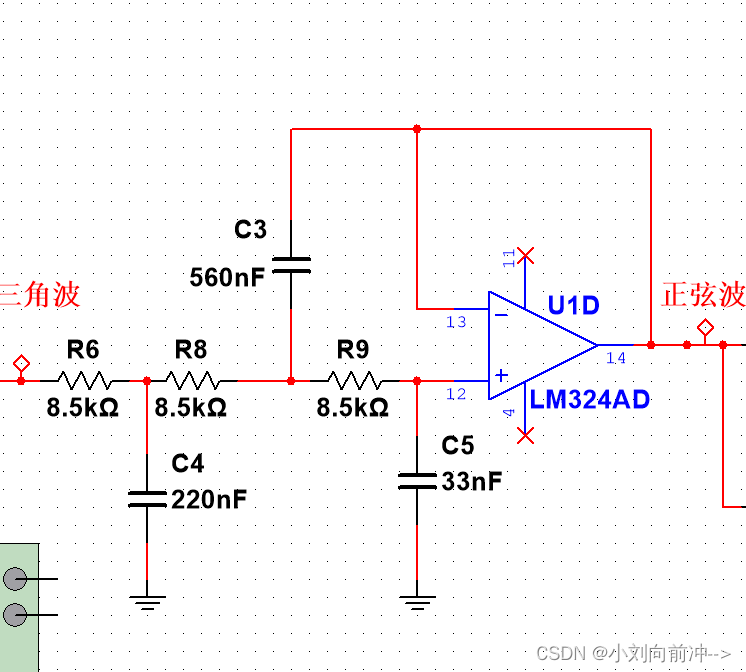 C3
560nF
11
三角波
U1D
正弦波
13
R6
R8
R9
14
12
8.5kΩ
8.5kΩ
8.5kΩ
4
LM324AD
C5
C4
33nF
220nF
CSDN @小刘向前冲-->